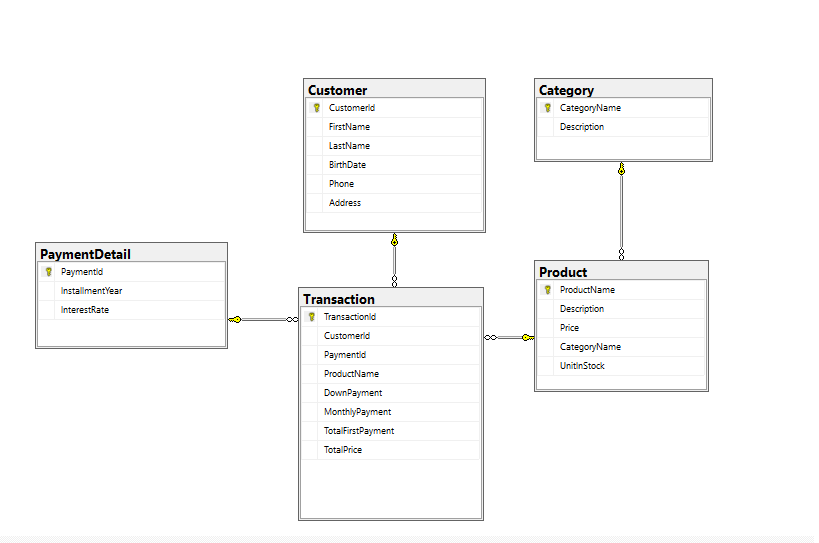 Customer
CustomerId
FirstName
LastName
BirthDate
Phone
Address
Category
CategoryName
Description
PaymentDetail
PaymentId
InstallmentYear
InterestRate
Transaction
TransactionId
CustomerId
PaymentId
ProductName
DownPayment
MonthlyPayment
TotalFirstPayment
TotalPrice
Product
ProductName
Description
Price
CategoryName
UnitInStock